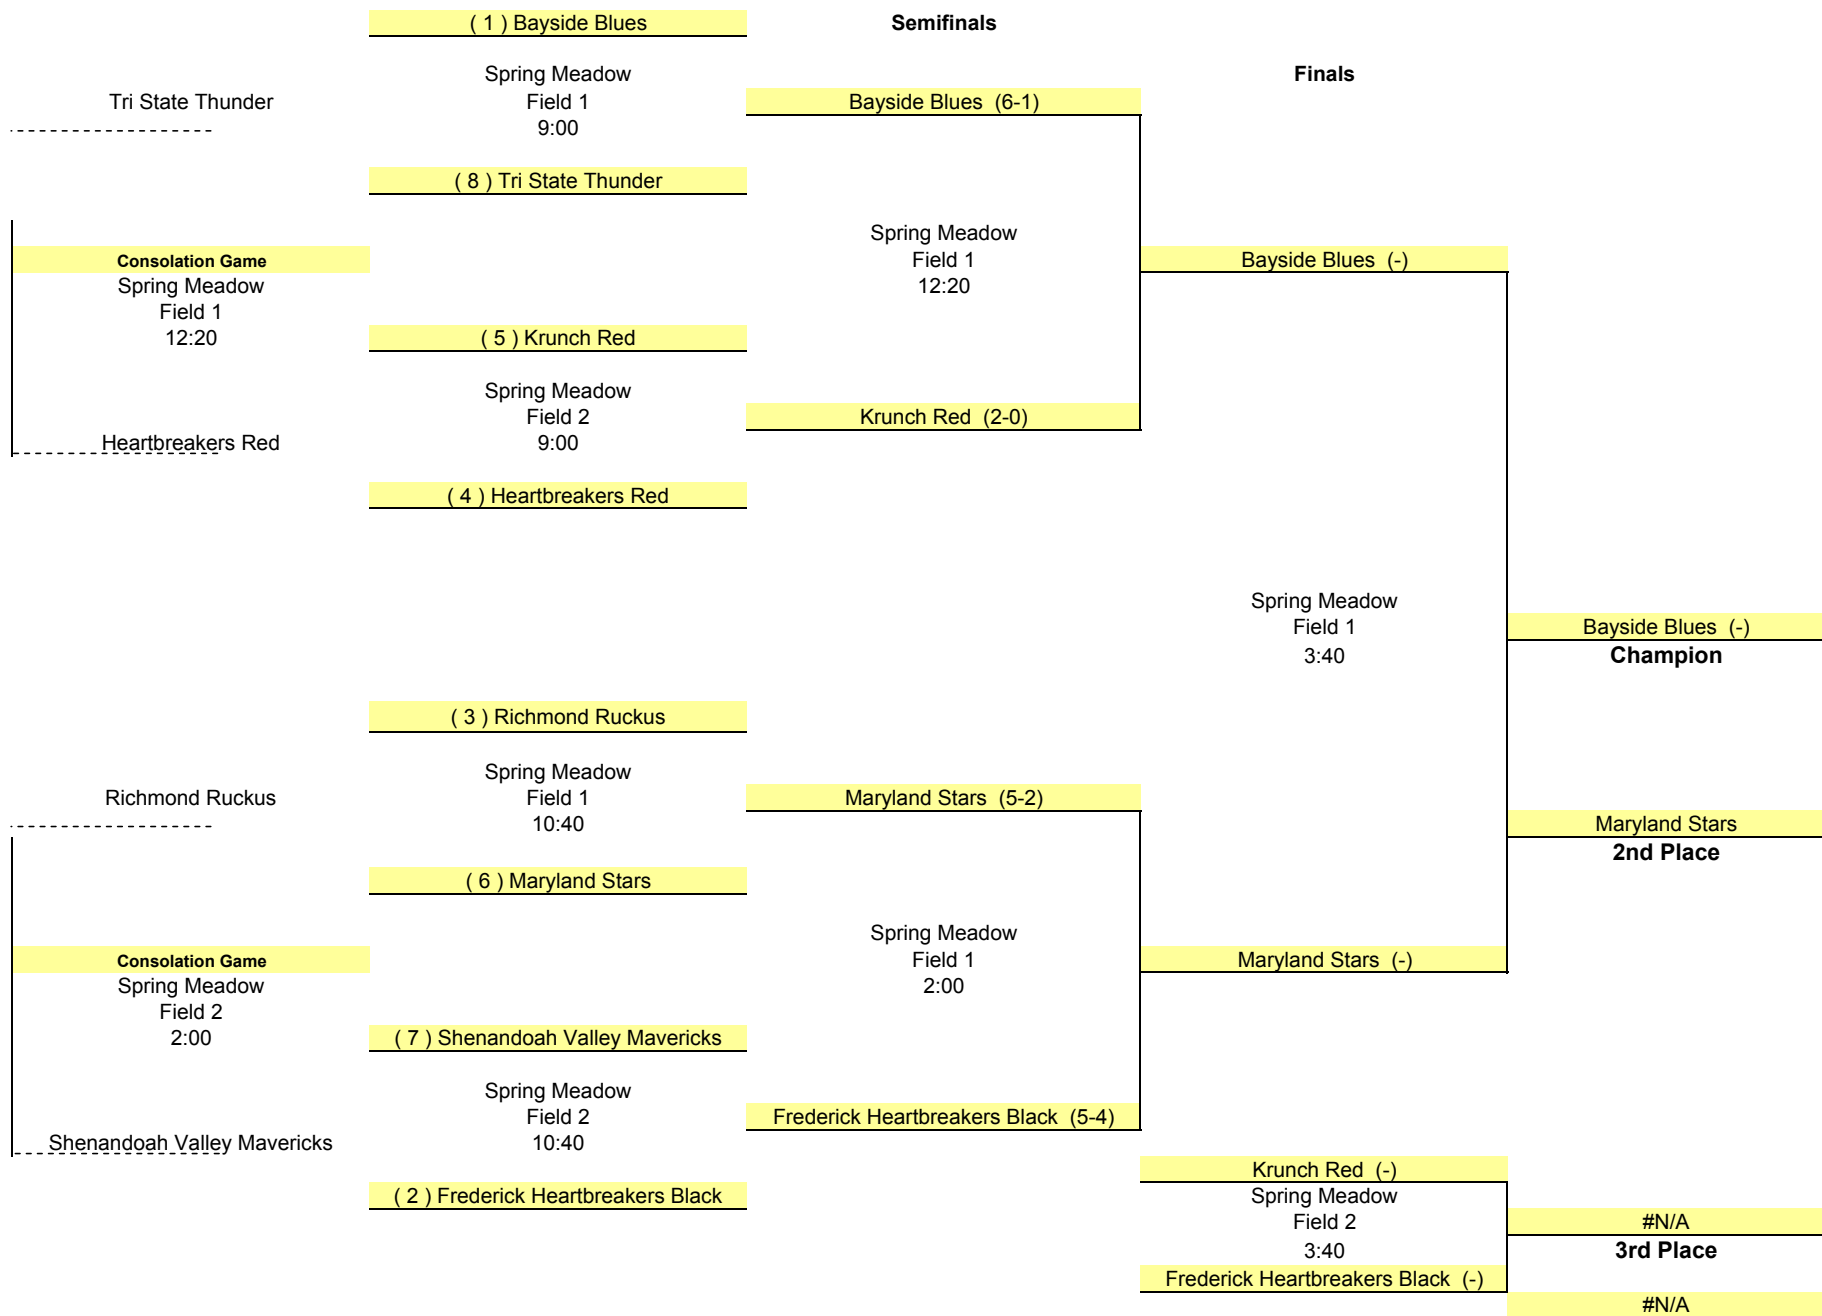 ( 1 ) Bayside Blues
Semifinals
Spring Meadow
Finals
Tri State Thunder
Field 1
Bayside Blues (6-1)
9:00
( 8 ) Tri State Thunder
Spring Meadow
Consolation Game
Field 1
Bayside Blues (-)
Spring Meadow
12:20
Field 1
12:20
( 5 ) Krunch Red
Spring Meadow
Field 2
Krunch Red (2-0)
Heartbreakers Red
9:00
( 4 ) Heartbreakers Red
Spring Meadow
Field 1
Bayside Blues (-)
3:40
Champion
( 3 ) Richmond Ruckus
Spring Meadow
Richmond Ruckus
Field 1
Maryland Stars (5-2)
10:40
Maryland Stars
2nd Place
( 6 ) Maryland Stars
Spring Meadow
Consolation Game
Field 1
Maryland Stars (-)
Spring Meadow
2:00
Field 2
2:00
( 7 ) Shenandoah Valley Mavericks
Spring Meadow
Field 2
Frederick Heartbreakers Black (5-4)
Shenandoah Valley Mavericks
10:40
Krunch Red (-)
( 2 ) Frederick Heartbreakers Black
Spring Meadow
Field 2
#N/A
3:40
3rd Place
Frederick Heartbreakers Black (-)
#N/A